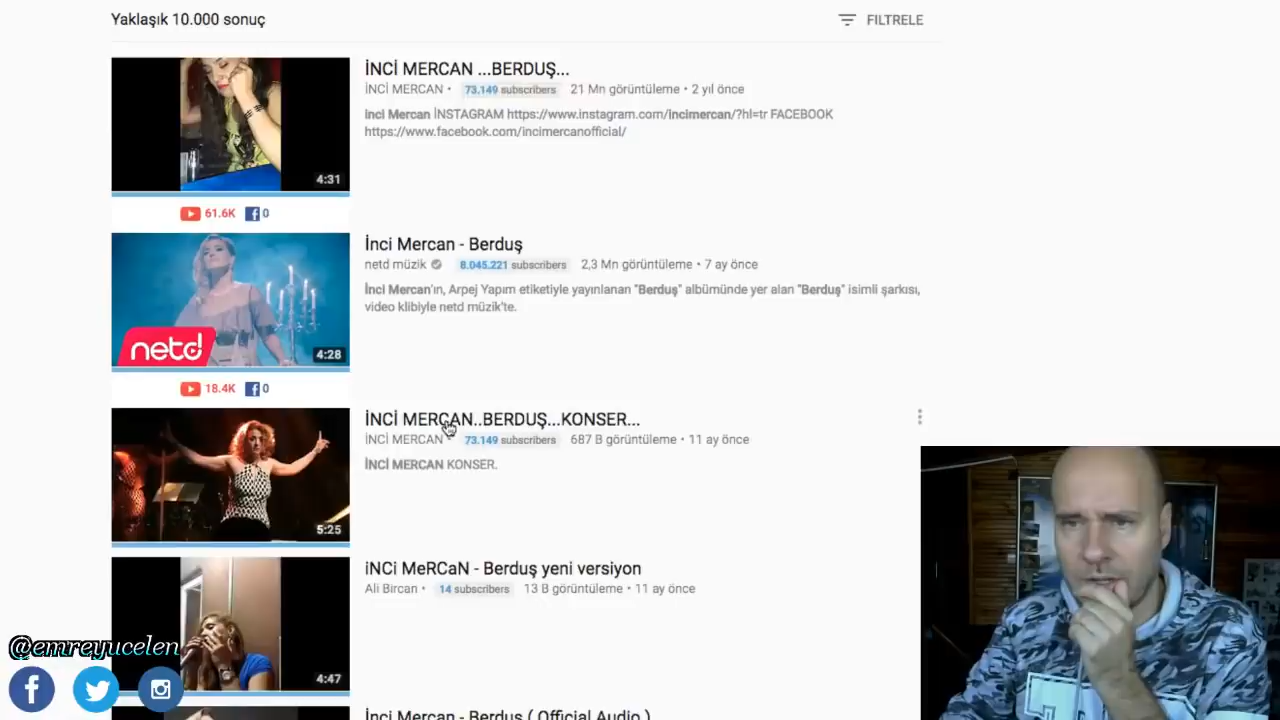 Yaklaşık 10.000 sonuç
FILTRELE
İNCİ MERCAN ...BERDUŞ...
İNCİ MERCAN • 73.149 subscribers 21 Mn görüntüleme • 2 yıl önce
Inci Mercan İNSTAGRAM https://www.instagram.com/incimercan/?hl=tr FACEBOOK
https://www.facebook.com/incimercanofficial/
4:31
61.6K 0
İnci Mercan - Berduş
netd müzik 8.045.221 subscribers 2,3 Mn görüntüleme • 7 ay önce
İnci Mercan'ın, Arpej Yapım etiketiyle yayınlanan "Berduş" albümünde yer alan "Berduş" isimli şarkısı,
video klibiyle netd müzik'te.
netd
4:28
18.4K 0
İNCİ MERCAN..BERDUŞ...KONSER...
İNCİ MERCAN • 73.149 subscribers 687 B görüntüleme • 11 ay önce
İNCİ MERCAN KONSER.
5:25
iNCİ MeRCaN - Berduş yeni versiyon
Ali Bircan • 14 subscribers 13 B görüntüleme • 11 ay önce
4:47
@emreyucelen
İnci Mercan - Berduş ( Official Audio )